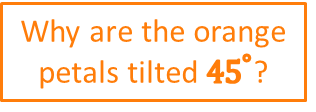 Why are the orange
petals tilted 45°?